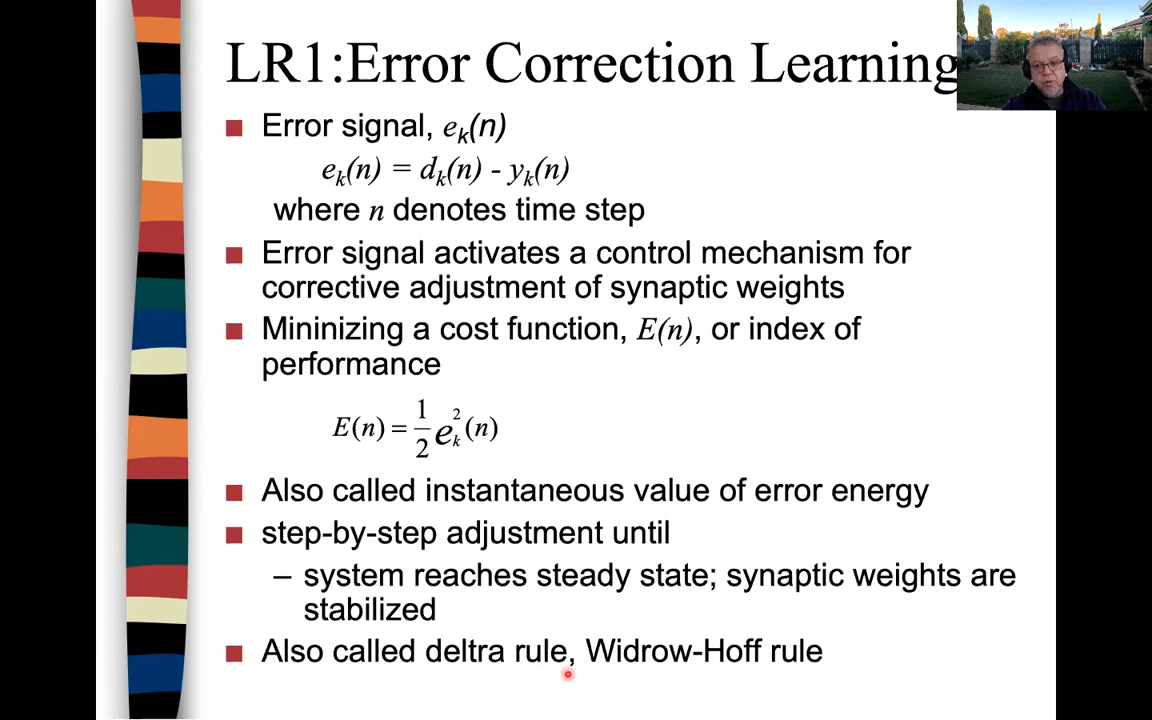 LR1:Error Correction Learning
Error signal, ek(n)
ek(n) = dk(n) - yk(n)
where n denotes time step
Error signal activates a control mechanism for
corrective adjustment of synaptic weights
Mininizing a cost function, E(n), or index of
performance
E(n) = 1/2 e²k(n)
Also called instantaneous value of error energy
step-by-step adjustment until
– system reaches steady state; synaptic weights are
stabilized
Also called deltra rule, Widrow-Hoff rule